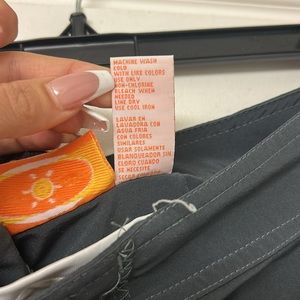 MACHINE WASH
COLD
WITH LIKE COLORS
USE ONLY
NON-CHLORINE
BLEACH WHEN
NEEDED
LINE DRY
USE COOL IRON
LAVAR EN
LAVADORA CON
AGUA FRIA
CON COLORES
SIMILARES
USAR SOLAMENTE
BLANQUEADOR SIN
CLORO CUANDO
SE NECESITE
SECAR